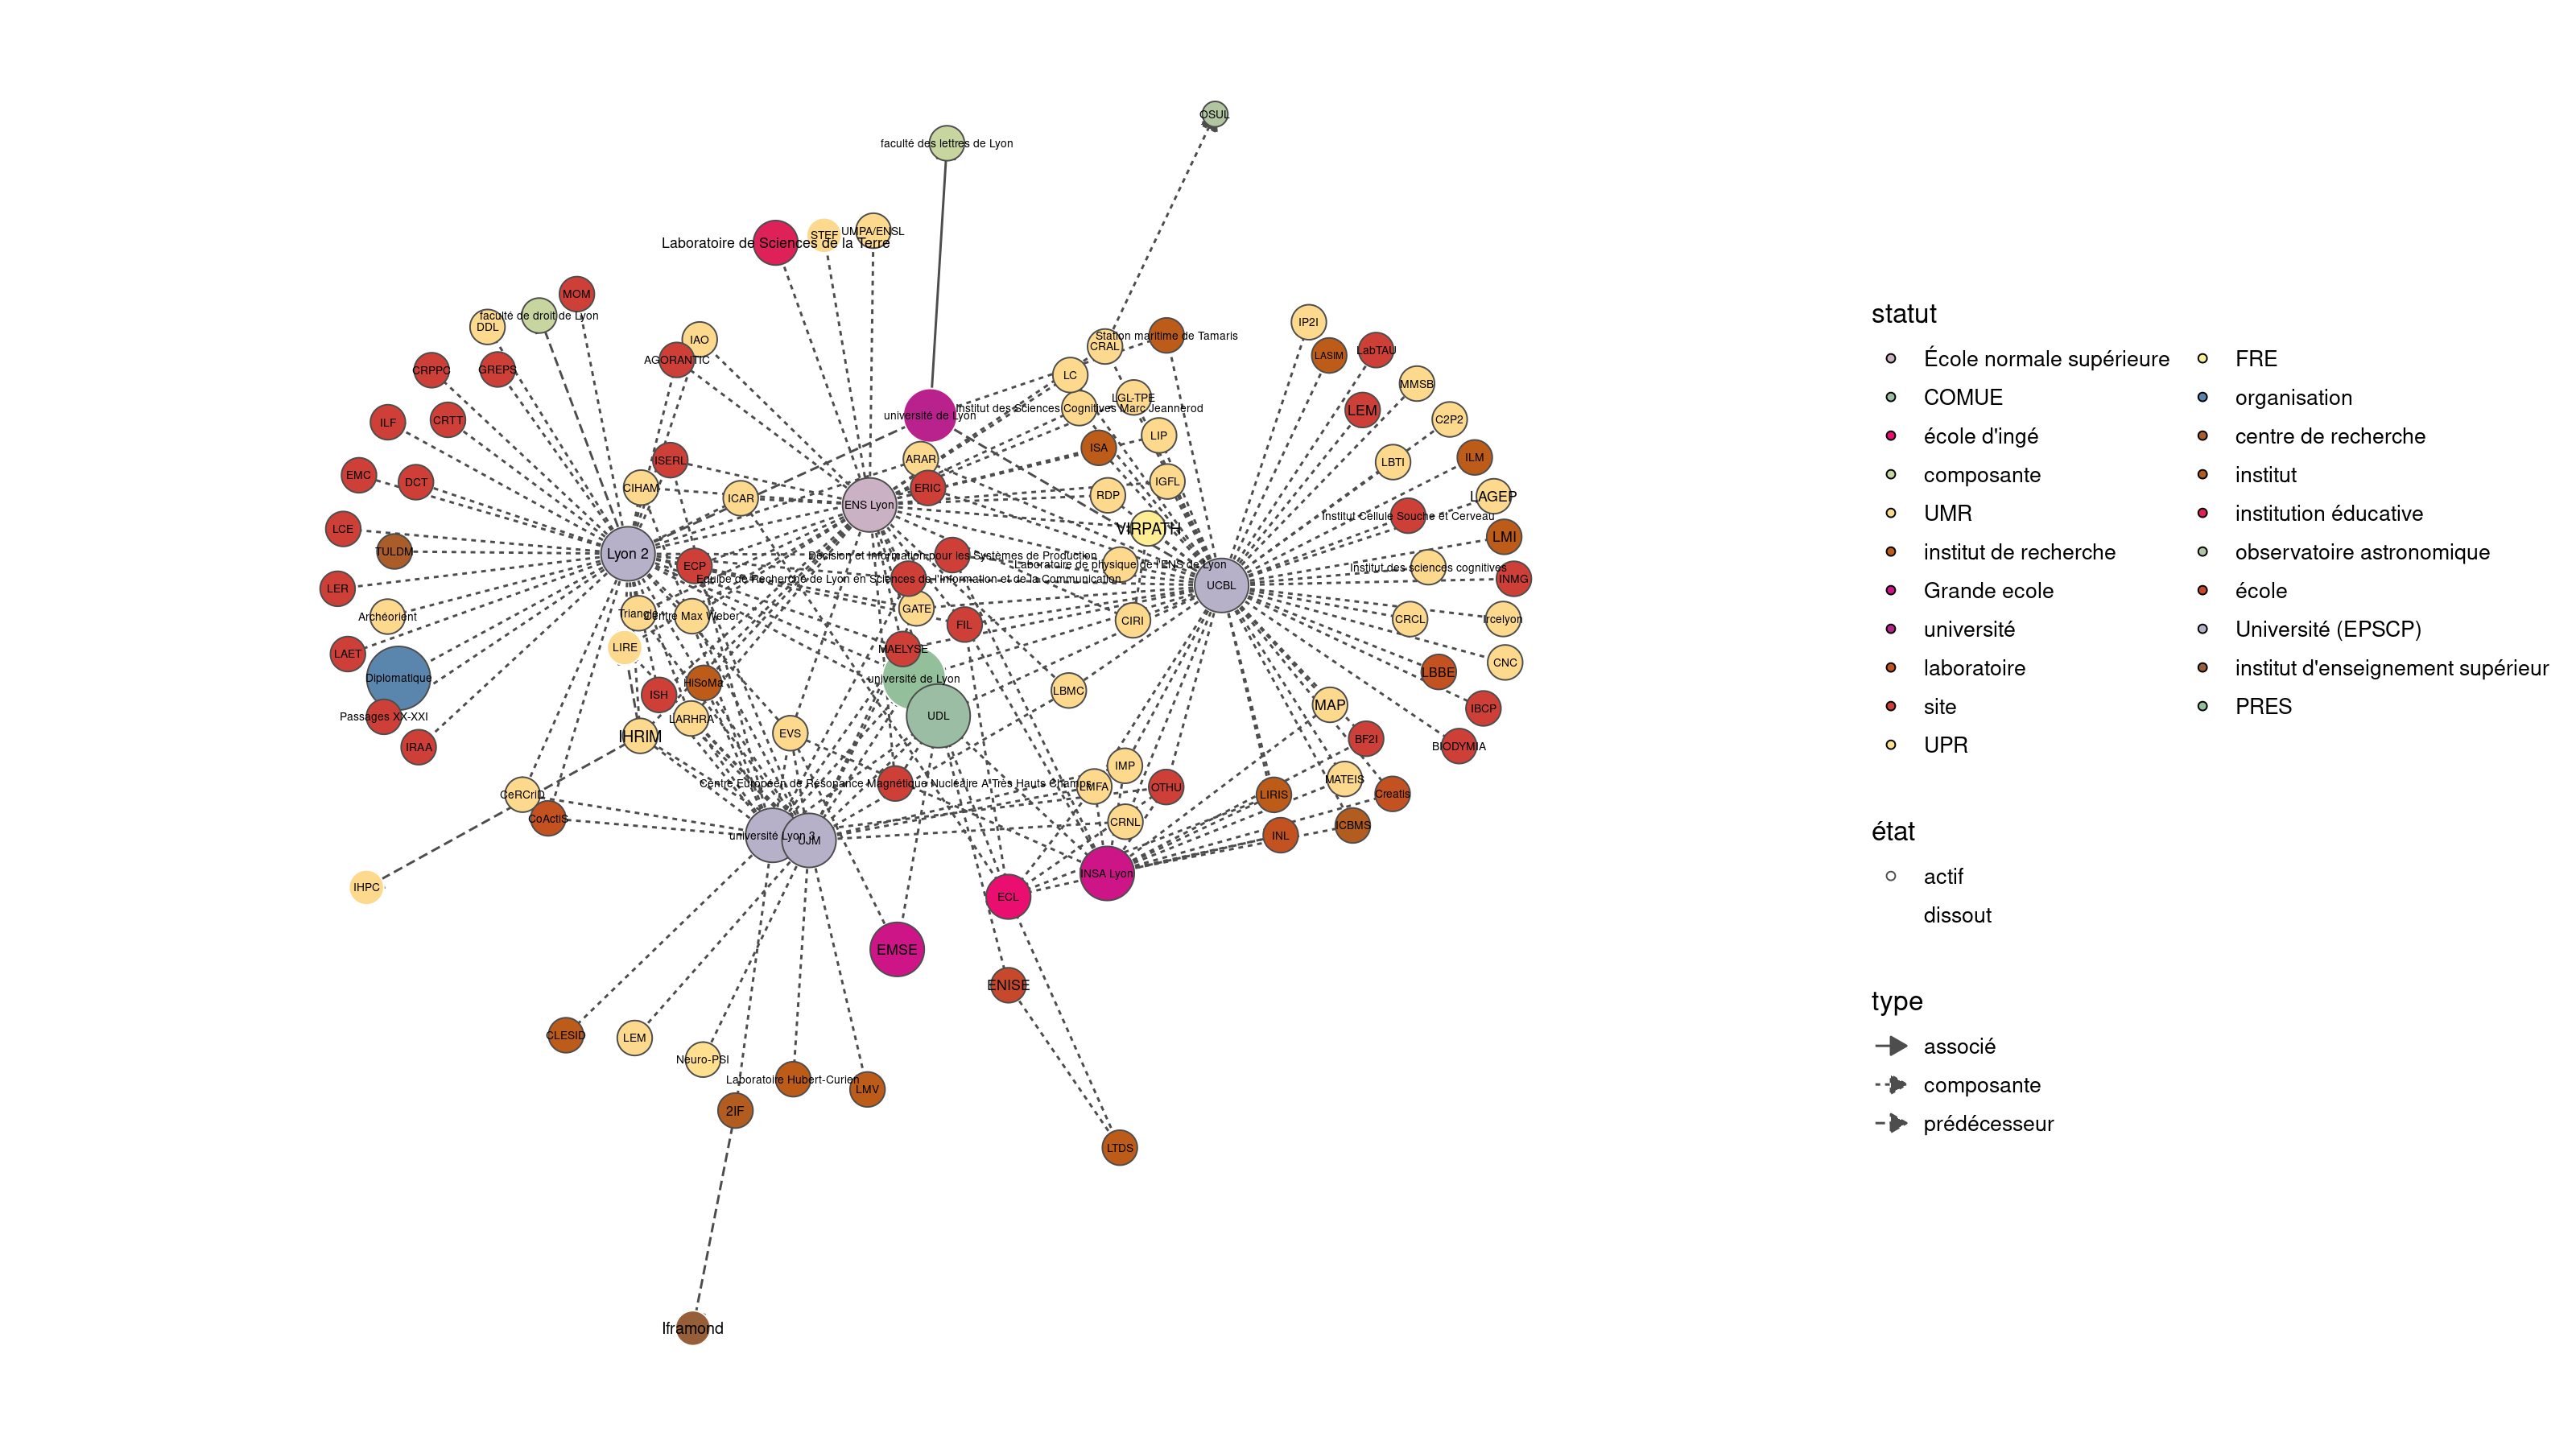 OSUL
faculté des lettres de Lyon
STEF
UMPA/ENSL
Laboratoire de Sciences de la Terre
MOM
faculté de droit de Lyon
DDL
IP2I
Station maritime de Tamaris
CRAL
IAO
AGORANTIC
LabTAU
LASIM
CRPPC
GREPS
LC
MMSB
LGL-TPE
Institut des Sciences Cognitives Marc Jeannerod
LEM
université de Lyon
C2P2
CRTT
ILF
LIP
ISA
ARAR
ISERL
LBTI
ILM
EMC
DCT
IGFL
CIHAM
ERIC
RDP
ICAR
LAGEP
ENS Lyon
Institut Cellule Souche et Cerveau
LCE
VIRPATH
LMI
TULDM
Lyon 2
Décision et Information pour les Systèmes de Production
ECP
Laboratoire de physique de l'ENS de Lyon
Institut des sciences cognitives
Equipe de Recherche de Lyon en Sciences de l'Information et de la Communication
INMG
UCBL
LER
GATE
Triangle
Centre Max Weber
Archéorient
CIRI
FIL
CRCL
Ircelyon
LIRE
MAELYSE
LAET
CNC
LBBE
Diplomatique
université de Lyon
HiSoMa
ISH
LBMC
MAP
IBCP
Passages XX-XXI
UDL
LARHRA
EVS
IHRIM
BF2I
BIODYMIA
IRAA
IMP
MATEIS
Centre Européen de Résonance Magnétique Nucléaire A Très Hauts Champs
LMFA
OTHU
CeRCriD
LIRIS
Creatis
CoActiS
CRNL
ICBMS
université Lyon 3
UJM
INL
INSA Lyon
IHPC
ECL
EMSE
ENISE
CLESID
LEM
Neuro-PSI
Laboratoire Hubert-Curien
LMV
2IF
LTDS
Iframond
statut
École normale supérieure
COMUE
école d'ingé
composante
UMR
institut de recherche
Grande ecole
université
laboratoire
site
UPR
FRE
organisation
centre de recherche
institut
institution éducative
observatoire astronomique
école
Université (EPSCP)
institut d'enseignement supérieur
PRES
état
actif
dissout
type
associé
composante
prédécesseur